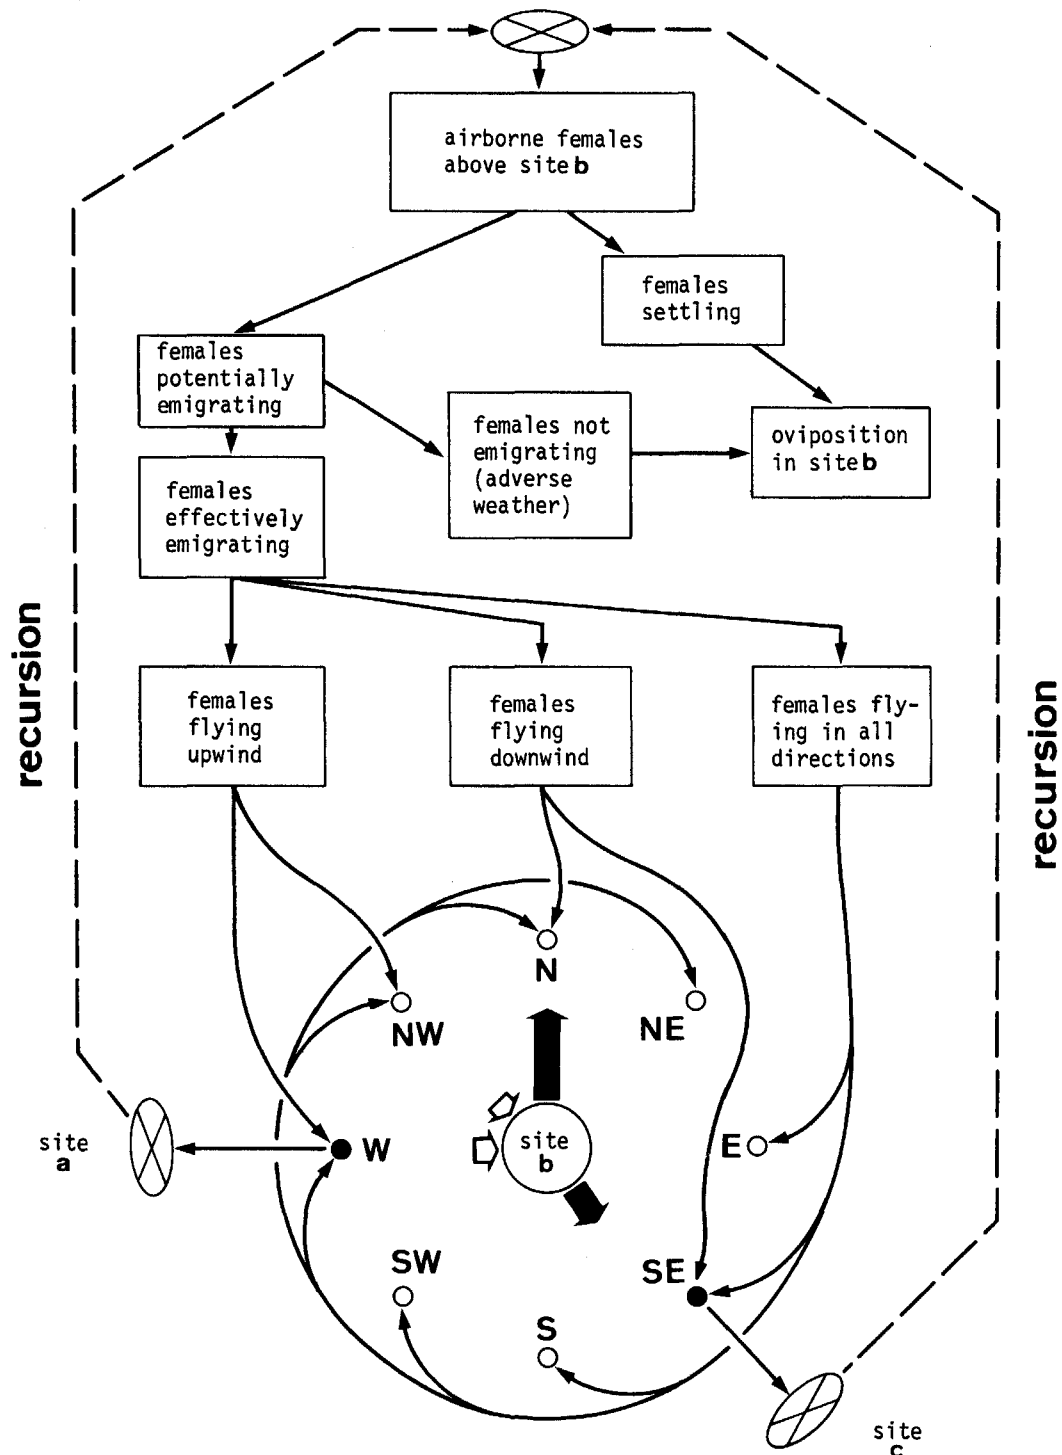 airborne females
above site b
females
settling
females
potentially
emigrating
females not
emigrating
(adverse
weather)
oviposition
in site b
females
effectively
emigrating
recursion
recursion
females
flying
upwind
females
flying
downwind
females fly-
ing in all
directions
N
NW
NE
site
a
W
site
b
E
SW
SE
S
site
c